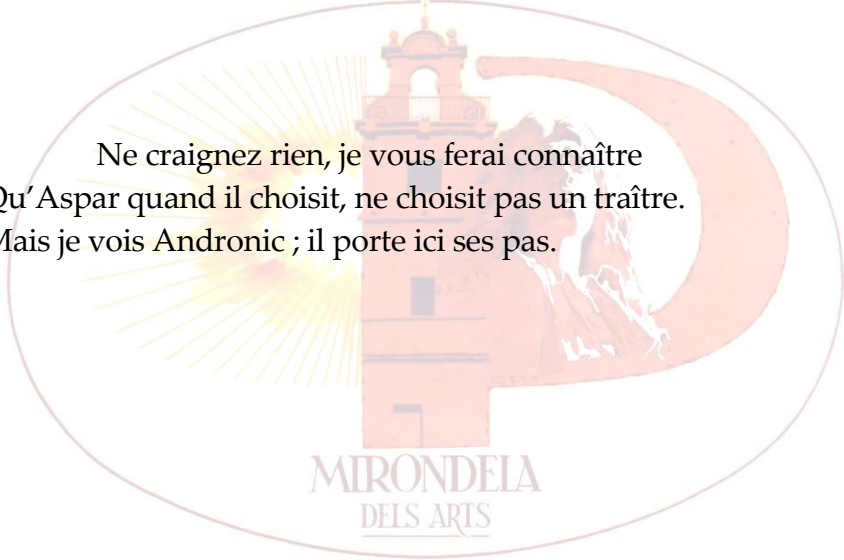 Ne craignez rien, je vous ferai connaître
Qu’Aspar quand il choisit, ne choisit pas un traître.
Mais je vois Andronic ; il porte ici ses pas.
MIRONDELA
DELS ARTS